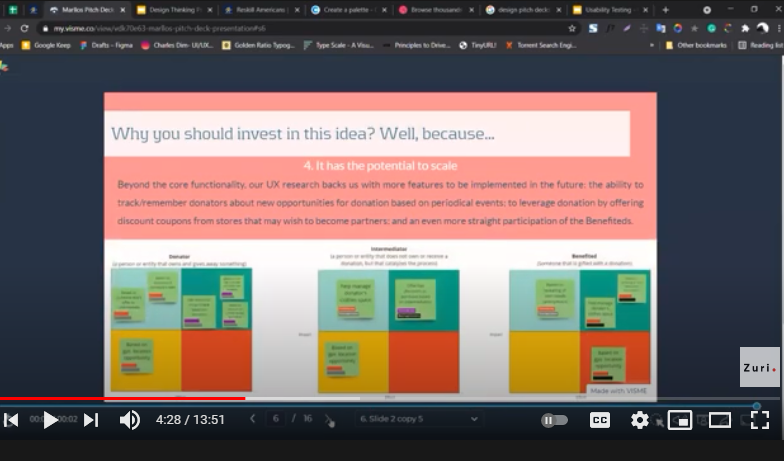 Marllos Pitch Deck
Design Thinking
Reskill Americans
Create a palette -
Browse thousands
design pitch deck
Usability Testing
my.visme.co/view/xdk70e63-marllos-pitch-deck-presentation#s6
Apps
Google Keep
Drafts – Figma
Charles Dim- UI/UX...
Golden Ratio Typog...
Type Scale - A Visu...
Principles to Drive...
TinyURL!
Torrent Search Engi...
»
Other bookmarks
Reading list
Why you should invest in this idea? Well, because...
4. It has the potential to scale
Beyond the core functionality, our UX research backs us with more features to be implemented in the future: the ability to
track/remember donators about new opportunities for donation based on periodical events; to leverage donation by offering
discount coupons from stores that may wish to become partners; and an even more straight participation of the Benefiteds.
Donator
(a person or entity that owns and gives away something)
Intermediator
(a person or entity that does not own or receive a
donation, but that catalyzes the process)
Benefited
(someone that is gifted with a donation)
Zuri.
Made with VISME
4:28 / 13:51
6 / 16
6. Slide 2 copy 5
CC